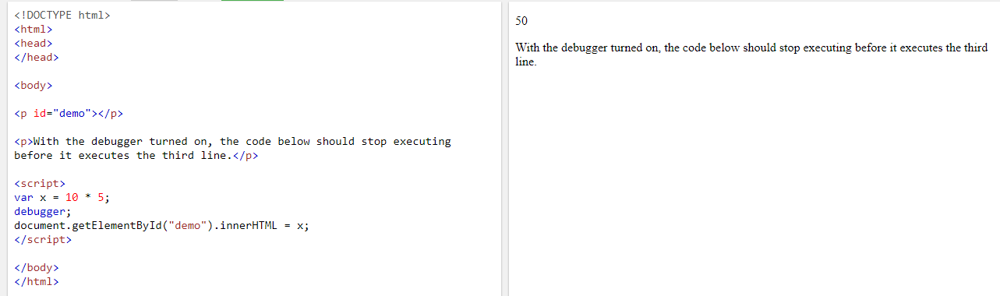 <!DOCTYPE html>
<html>
<head>
</head>
<body>
<p id="demo"></p>
<p>With the debugger turned on, the code below should stop executing
before it executes the third line.</p>
<script>
var x = 10 * 5;
debugger;
document.getElementById("demo").innerHTML = x;
</script>
</body>
</html>
50
With the debugger turned on, the code below should stop executing before it executes the third
line.